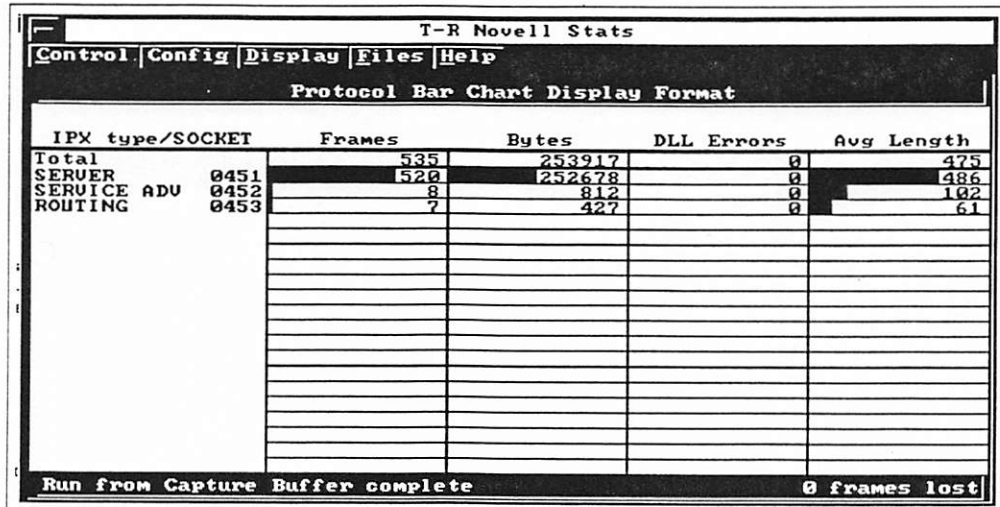 T-R Novell Stats
Control Config Display Files Help
Protocol Bar Chart Display Format
IPX type/SOCKET Frames Bytes DLL Errors Avg Length
Total 535 253917 0 475
SERVER 0451 520 252678 0 486
SERVICE ADV 0452 8 812 0 102
ROUTING 0453 7 427 0 61
Run from Capture Buffer complete 0 frames lost